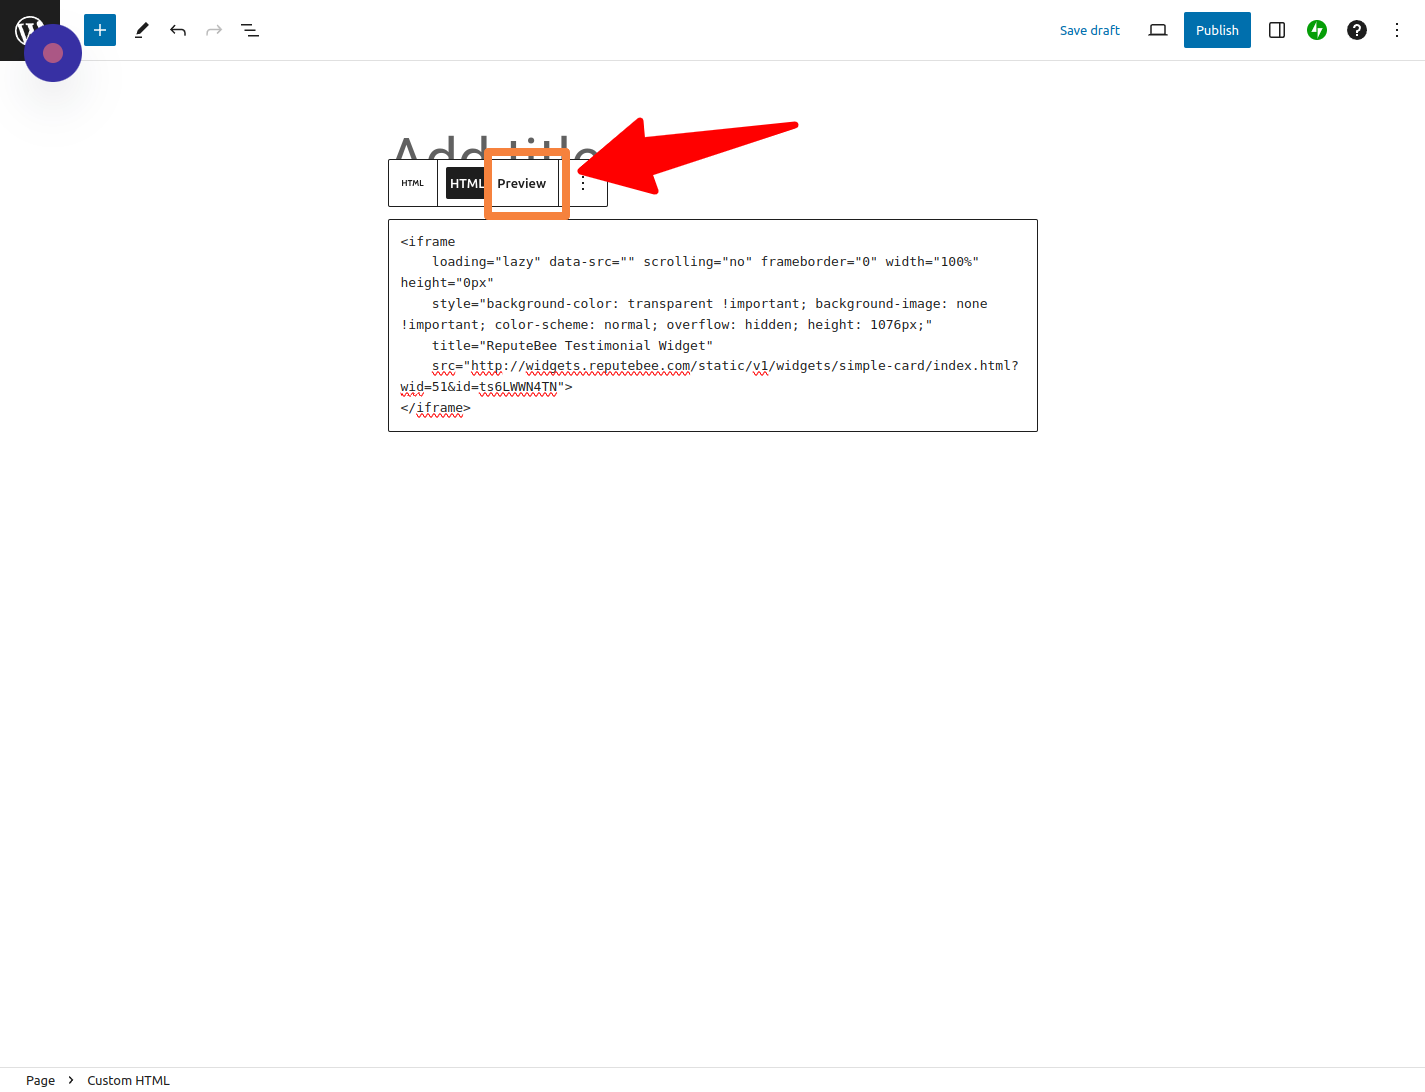 Save draft
Publish
Add title
HTML
HTML
Preview
<iframe
loading="lazy" data-src="" scrolling="no" frameborder="0" width="100%"
height="0px"
style="background-color: transparent !important; background-image: none
!important; color-scheme: normal; overflow: hidden; height: 1076px;"
title="ReputeBee Testimonial Widget"
src="http://widgets.reputebee.com/static/v1/widgets/simple-card/index.html?
wid=51&id=ts6LWWN4TN">
</iframe>
Page > Custom HTML